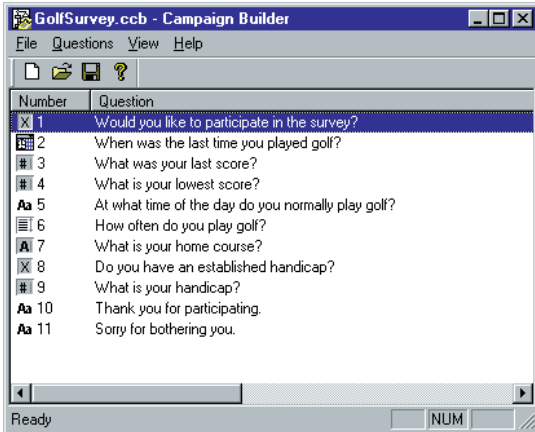 GolfSurvey.ccb - Campaign Builder
File Questions View Help
Number Question
X 1 Would you like to participate in the survey?
2 When was the last time you played golf?
# 3 What was your last score?
# 4 What is your lowest score?
Aa 5 At what time of the day do you normally play golf?
6 How often do you play golf?
A 7 What is your home course?
X 8 Do you have an established handicap?
# 9 What is your handicap?
Aa 10 Thank you for participating.
Aa 11 Sorry for bothering you.
Ready NUM